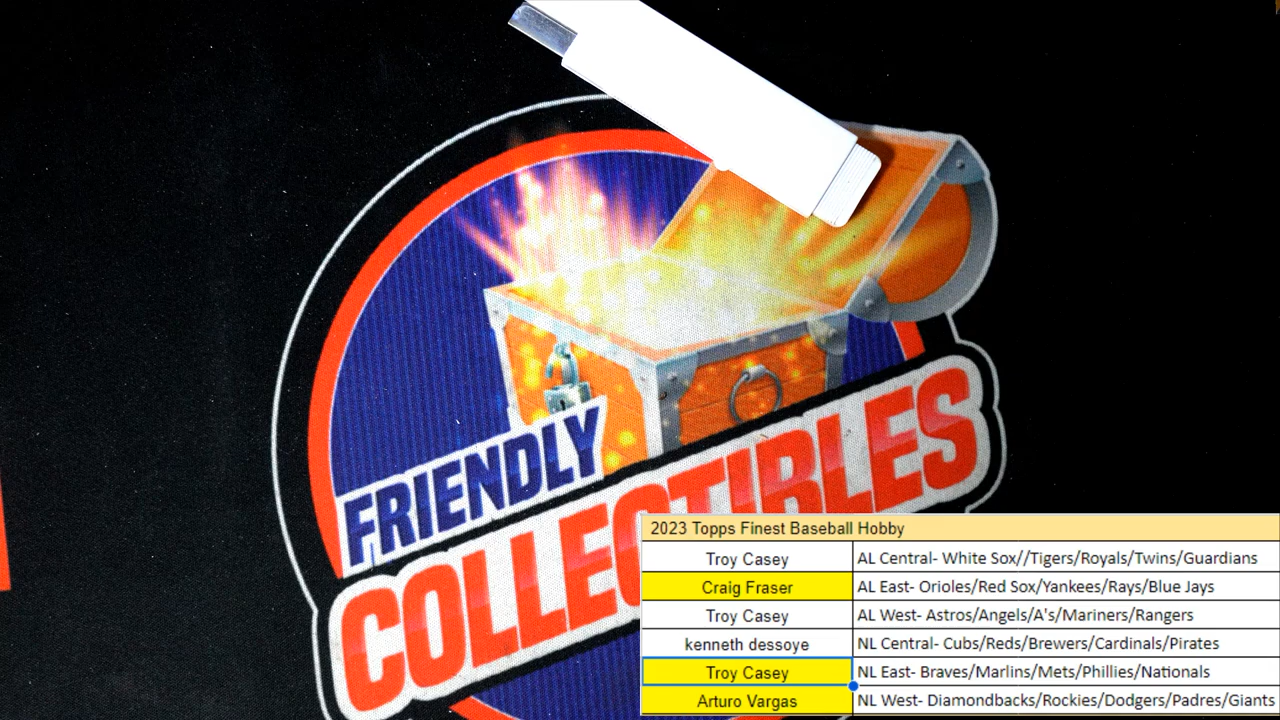 FRIENDLY
COLLECTIBLES
2023 Topps Finest Baseball Hobby
Troy Casey AL Central- White Sox//Tigers/Royals/Twins/Guardians
Craig Fraser AL East- Orioles/Red Sox/Yankees/Rays/Blue Jays
Troy Casey AL West- Astros/Angels/A's/Mariners/Rangers
kenneth dessoye NL Central- Cubs/Reds/Brewers/Cardinals/Pirates
Troy Casey NL East- Braves/Marlins/Mets/Phillies/Nationals
Arturo Vargas NL West- Diamondbacks/Rockies/Dodgers/Padres/Giants